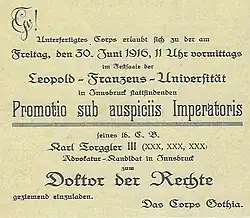 Unterfertigtes Corps erlaubt sich zu der am
Freitag, den 30. Juni 1916, 11 Uhr vormittags
im Festsaale der
Leopold-Franzens-Universität
in Innsbruck stattfindenden
Promotio sub auspiciis Imperatoris
seines lb. C. B.
Karl Torggler III (XXX, XXX, XXX)
Advokatur-Kandidat in Innsbruck
zum
Doktor der Rechte
geziemend einzuladen.
Das Corps Gothia.